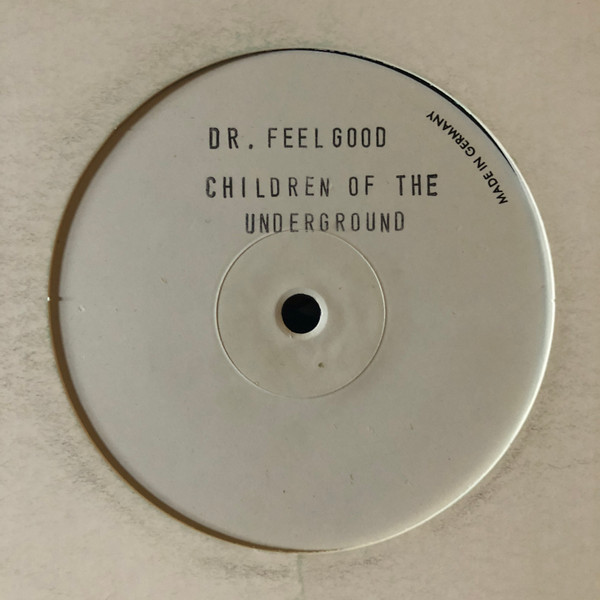 DR. FEELGOOD
CHILDREN OF THE
UNDERGROUND
MADE IN GERMANY